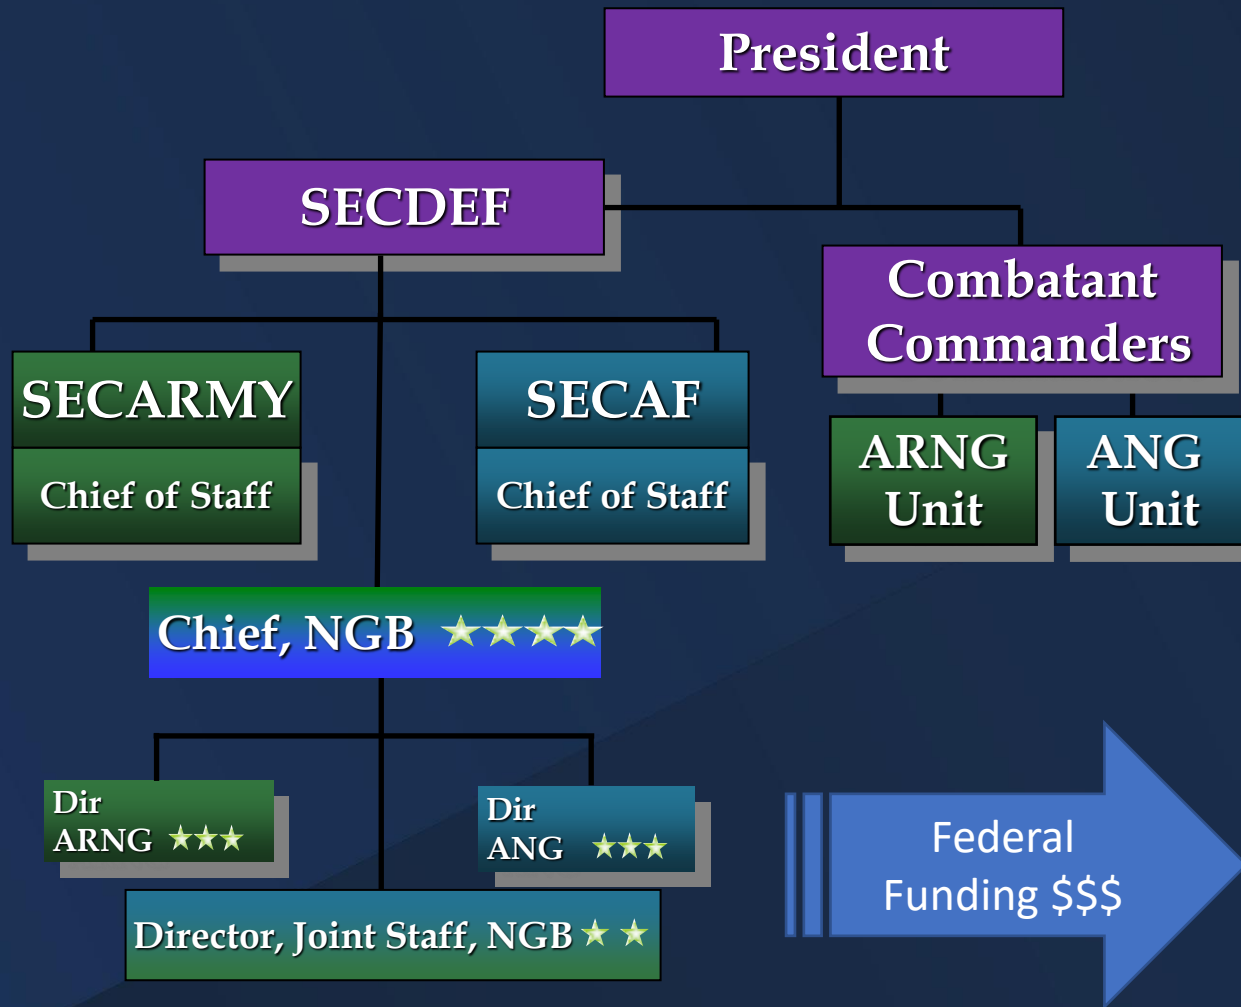 President
SECDEF
Combatant
Commanders
SECARMY
Chief of Staff
SECAF
Chief of Staff
ARNG
Unit
ANG
Unit
Chief, NGB
Dir
ARNG
Dir
ANG
Director, Joint Staff, NGB
Federal
Funding $$$